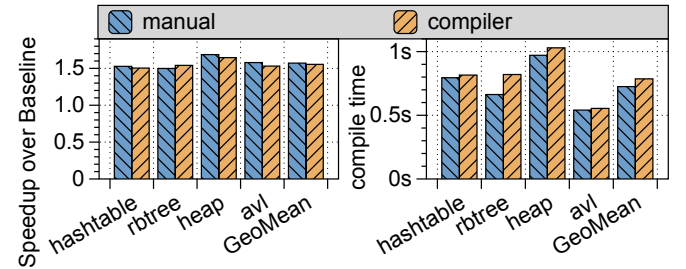 manual compiler
Speedup over Baseline
1.5
1.0
0.5
0
hashtable rbtree heap avl GeoMean
compile time
1s
0.5s
0s
hashtable rbtree heap avl GeoMean